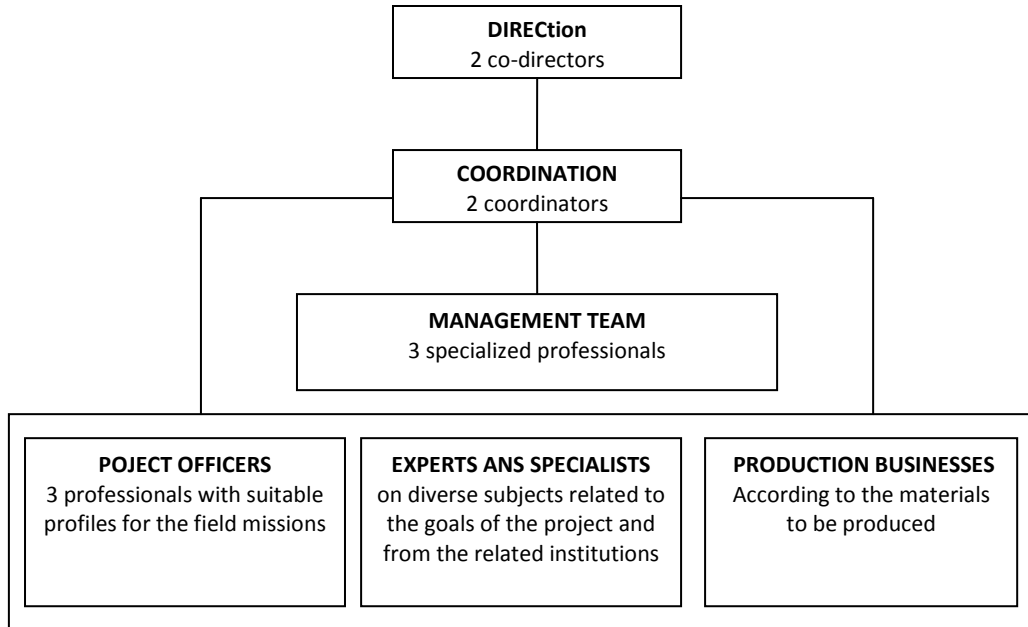 DIRECtion
2 co-directors
COORDINATION
2 coordinators
MANAGEMENT TEAM
3 specialized professionals
POJECT OFFICERS
3 professionals with suitable
profiles for the field missions
EXPERTS ANS SPECIALISTS
on diverse subjects related to
the goals of the project and
from the related institutions
PRODUCTION BUSINESSES
According to the materials
to be produced